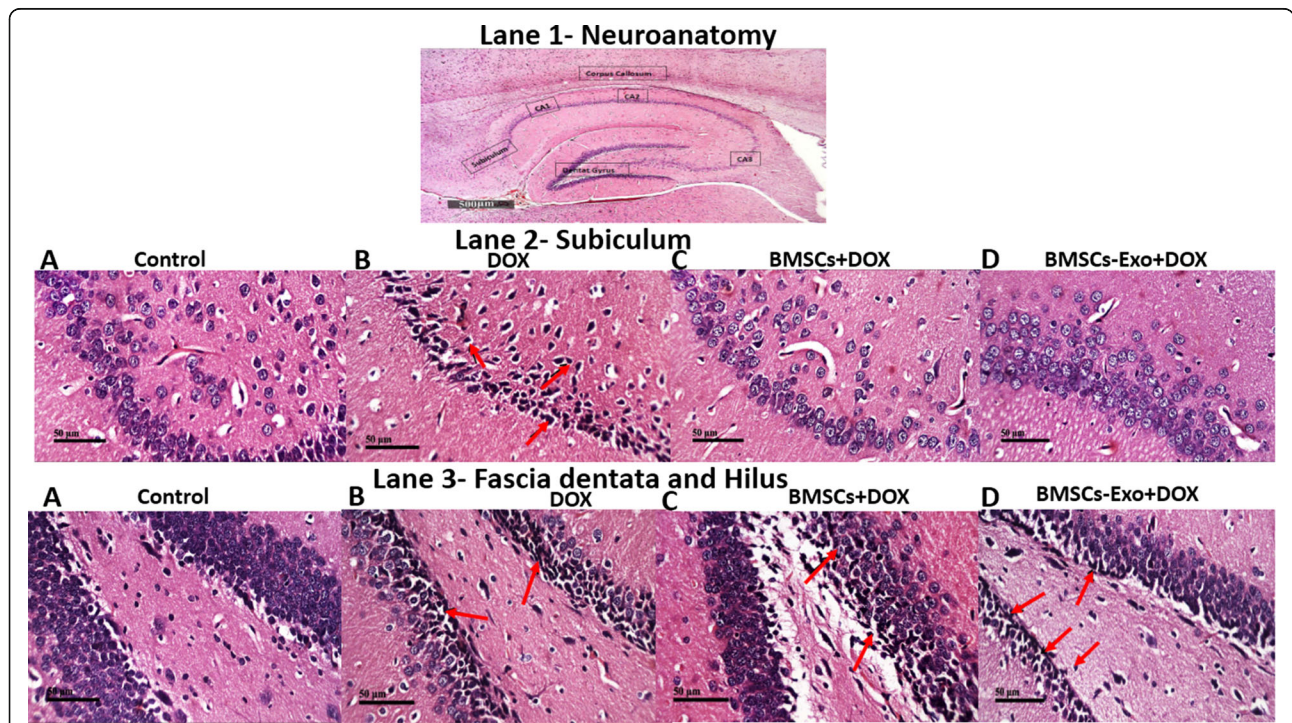 Lane 1- Neuroanatomy
Corpus Callosum
CA1
CA2
Subiculum
CA3
Dentat Gyrus
500µm
Lane 2- Subiculum
A Control B DOX C BMSCs+DOX D BMSCs-Exo+DOX
50 µm 50 µm 50 µm 50 µm
Lane 3- Fascia dentata and Hilus
A Control B DOX C BMSCs+DOX D BMSCs-Exo+DOX
50 µm 50 µm 50 µm 50 µm